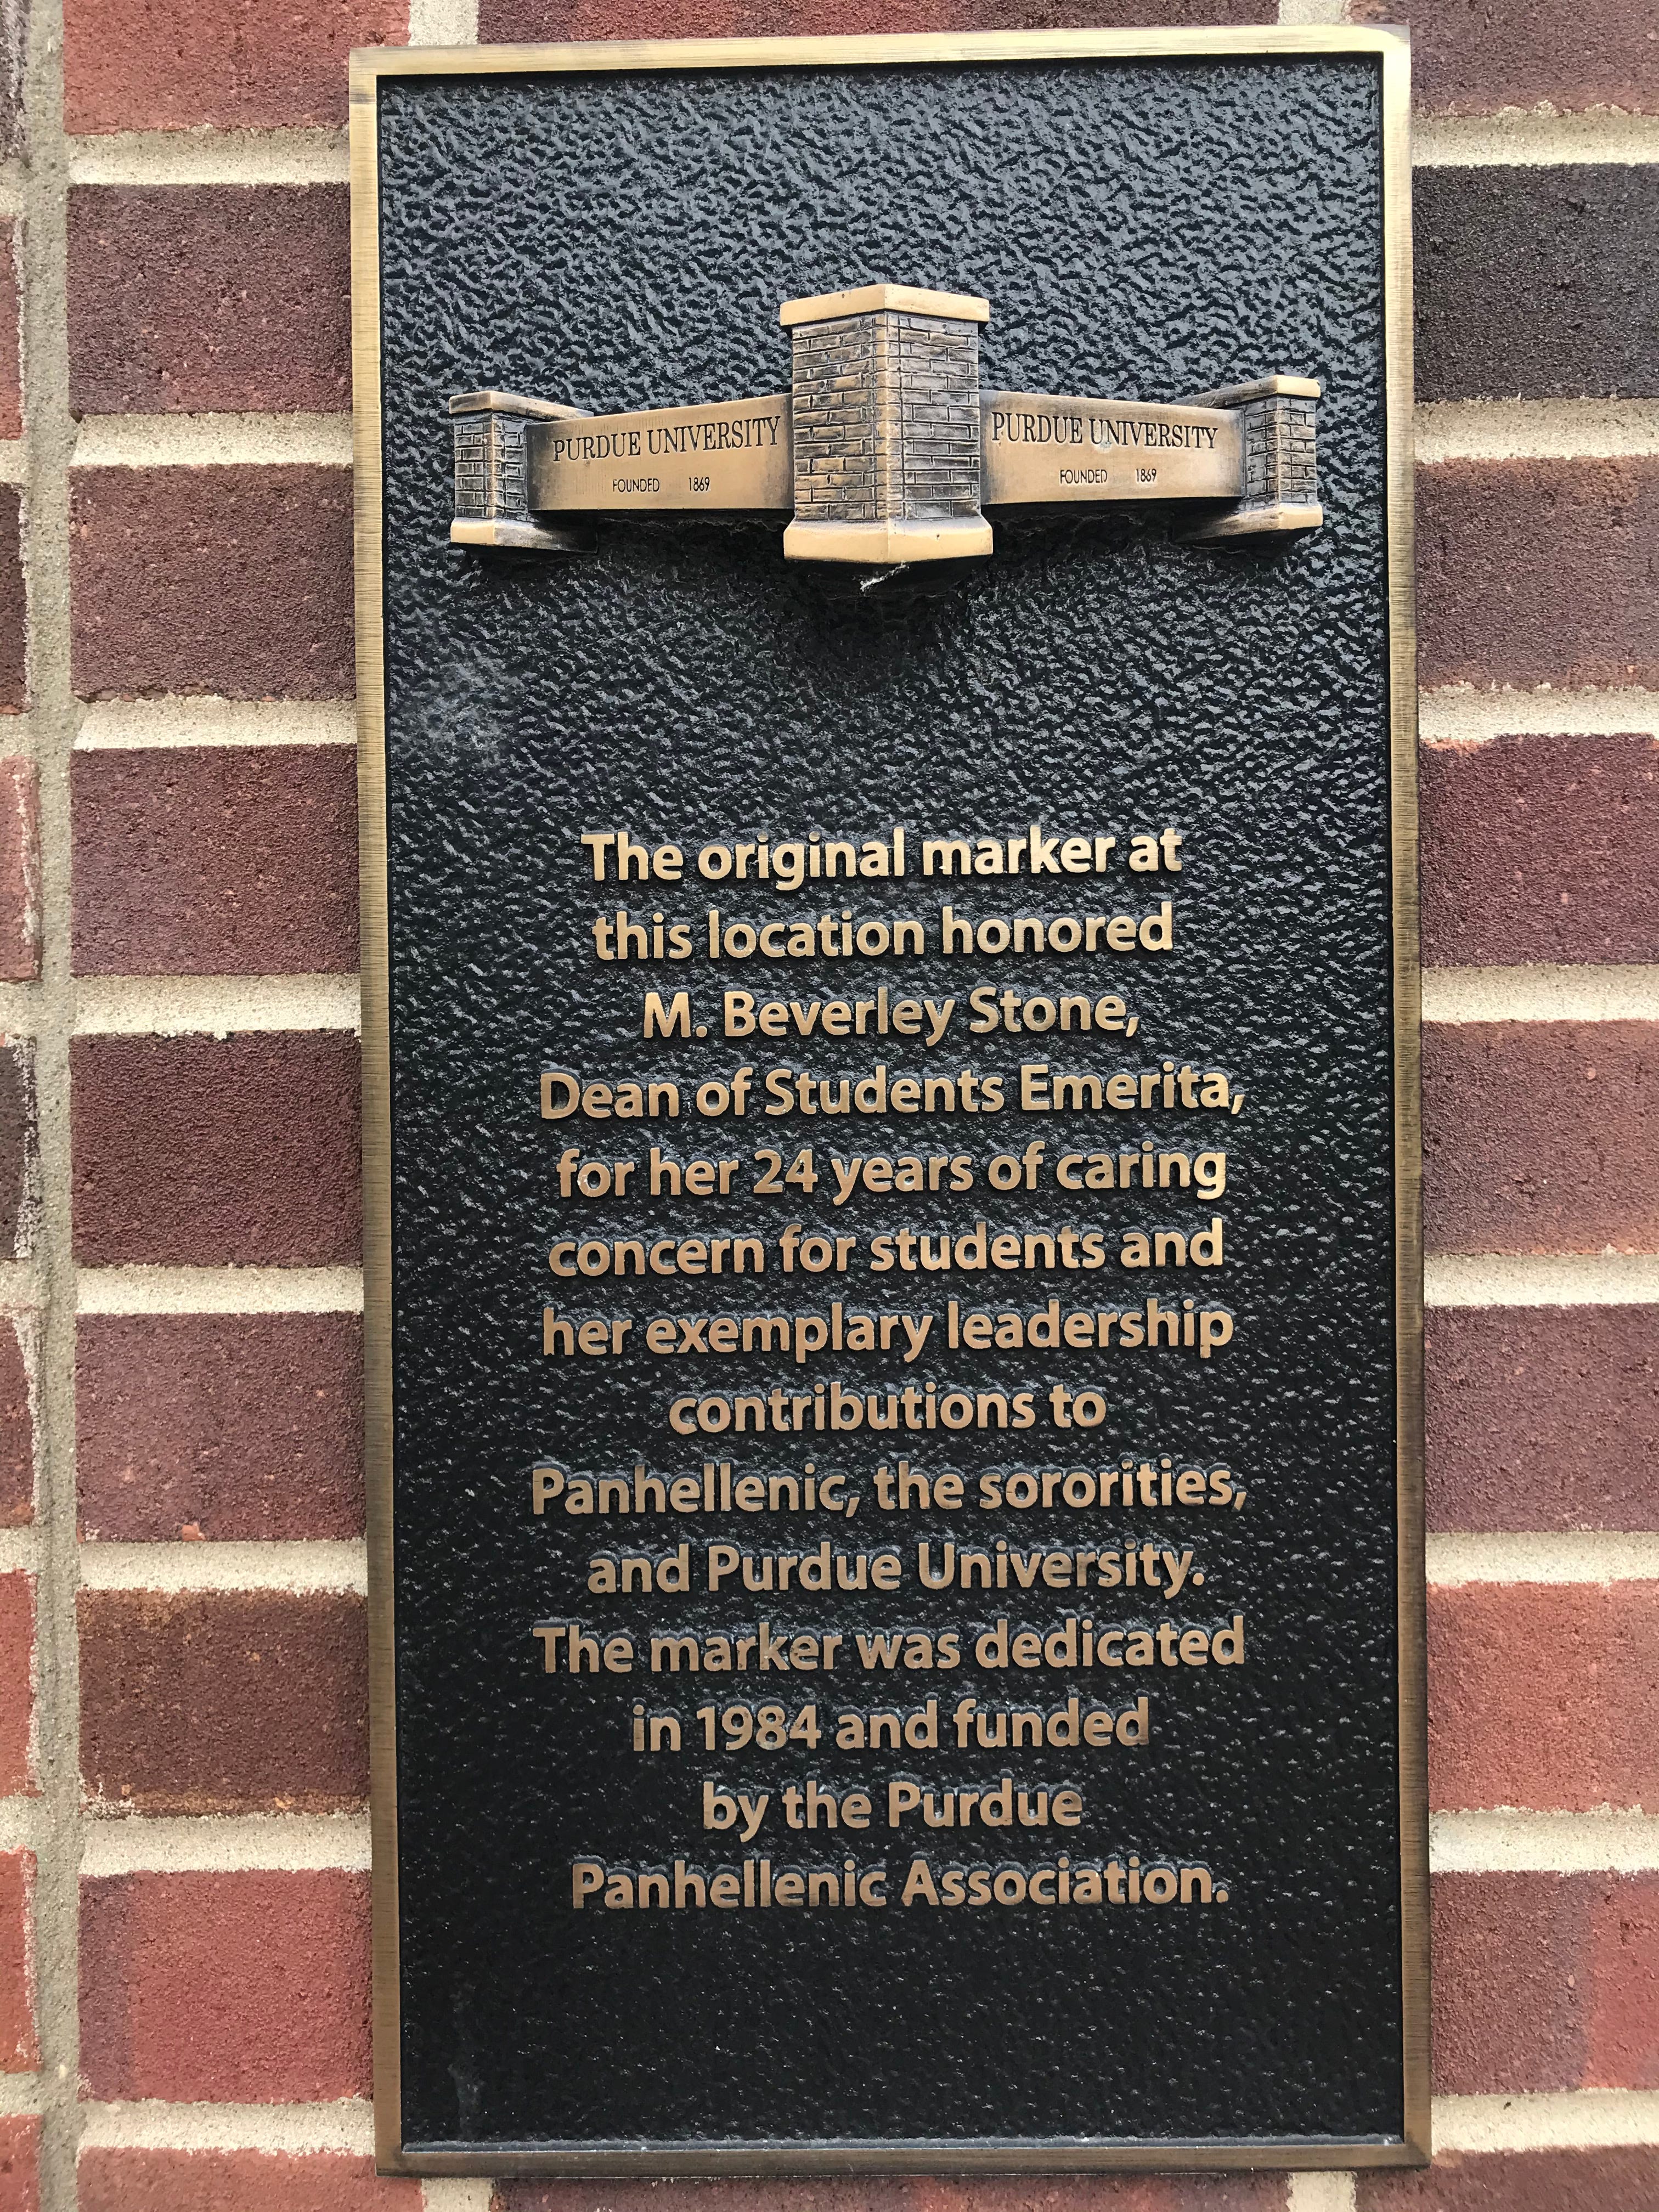 PURDUE UNIVERSITY
FOUNDED 1869
PURDUE UNIVERSITY
FOUNDED 1869
The original marker at
this location honored
M. Beverley Stone,
Dean of Students Emerita,
for her 24 years of caring
concern for students and
her exemplary leadership
contributions to
Panhellenic, the sororities,
and Purdue University.
The marker was dedicated
in 1984 and funded
by the Purdue
Panhellenic Association.